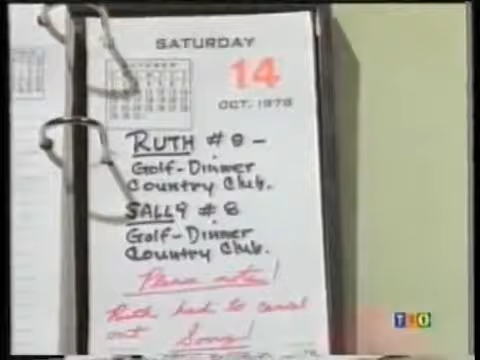 SATURDAY
14
OCT. 1978
RUTH # 9 -
Golf-Dinner
Country Club.
SALLY # 8
Golf-Dinner
Country Club.
Please note!
Ruth had to cancel
out Sorry!